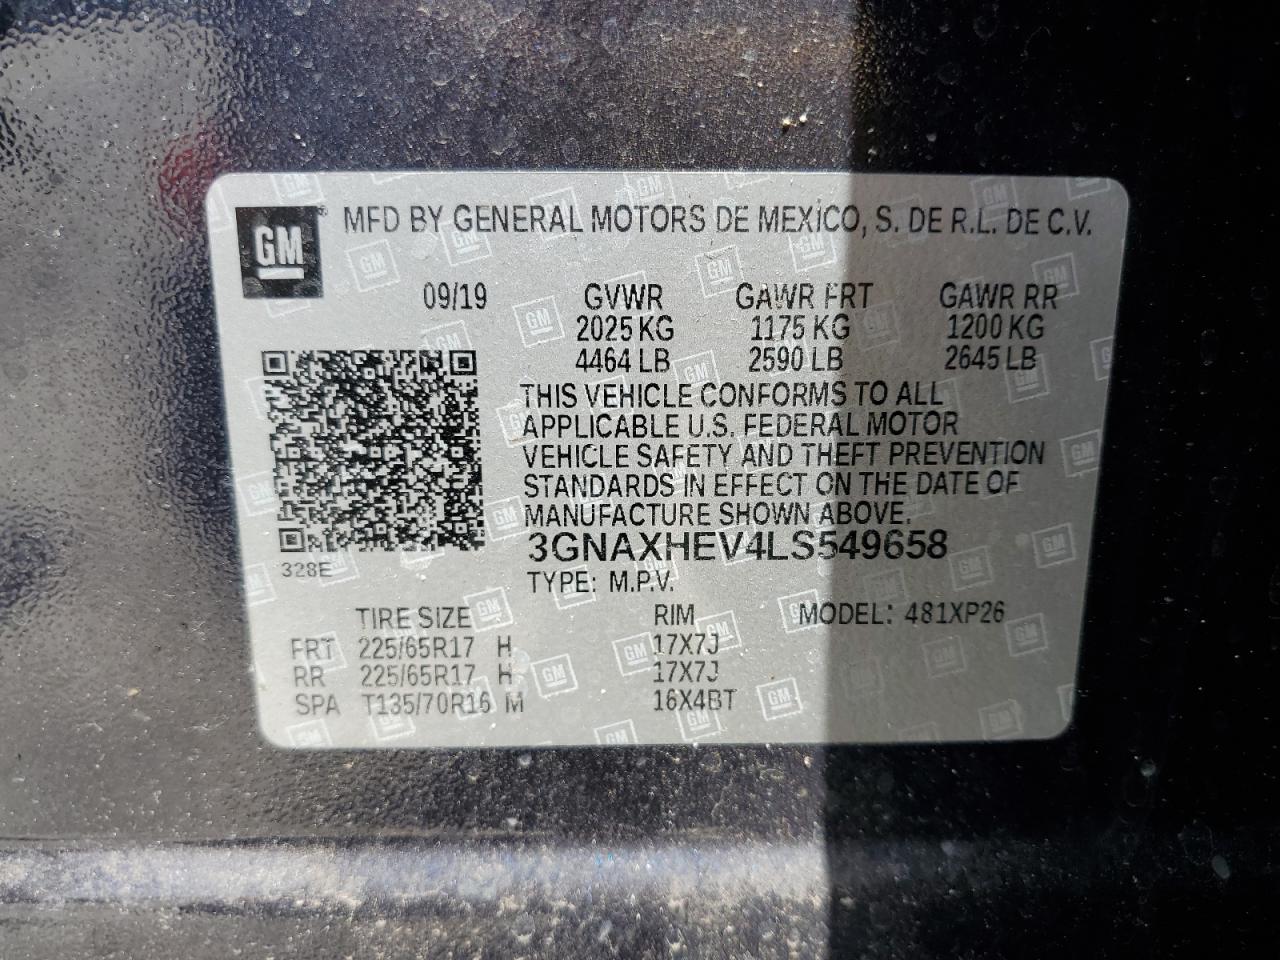 GM
MFD BY GENERAL MOTORS DE MEXICO, S. DE R.L. DE C.V.
09/19 GVWR GAWR FRT GAWR RR
2025 KG 1175 KG 1200 KG
4464 LB 2590 LB 2645 LB
THIS VEHICLE CONFORMS TO ALL
APPLICABLE U.S. FEDERAL MOTOR
VEHICLE SAFETY AND THEFT PREVENTION
STANDARDS IN EFFECT ON THE DATE OF
MANUFACTURE SHOWN ABOVE.
3GNAXHEV4LS549658
328E
TYPE: M.P.V.
TIRE SIZE RIM MODEL: 481XP26
FRT 225/65R17 H 17X7J
RR 225/65R17 H 17X7J
SPA T135/70R16 M 16X4BT